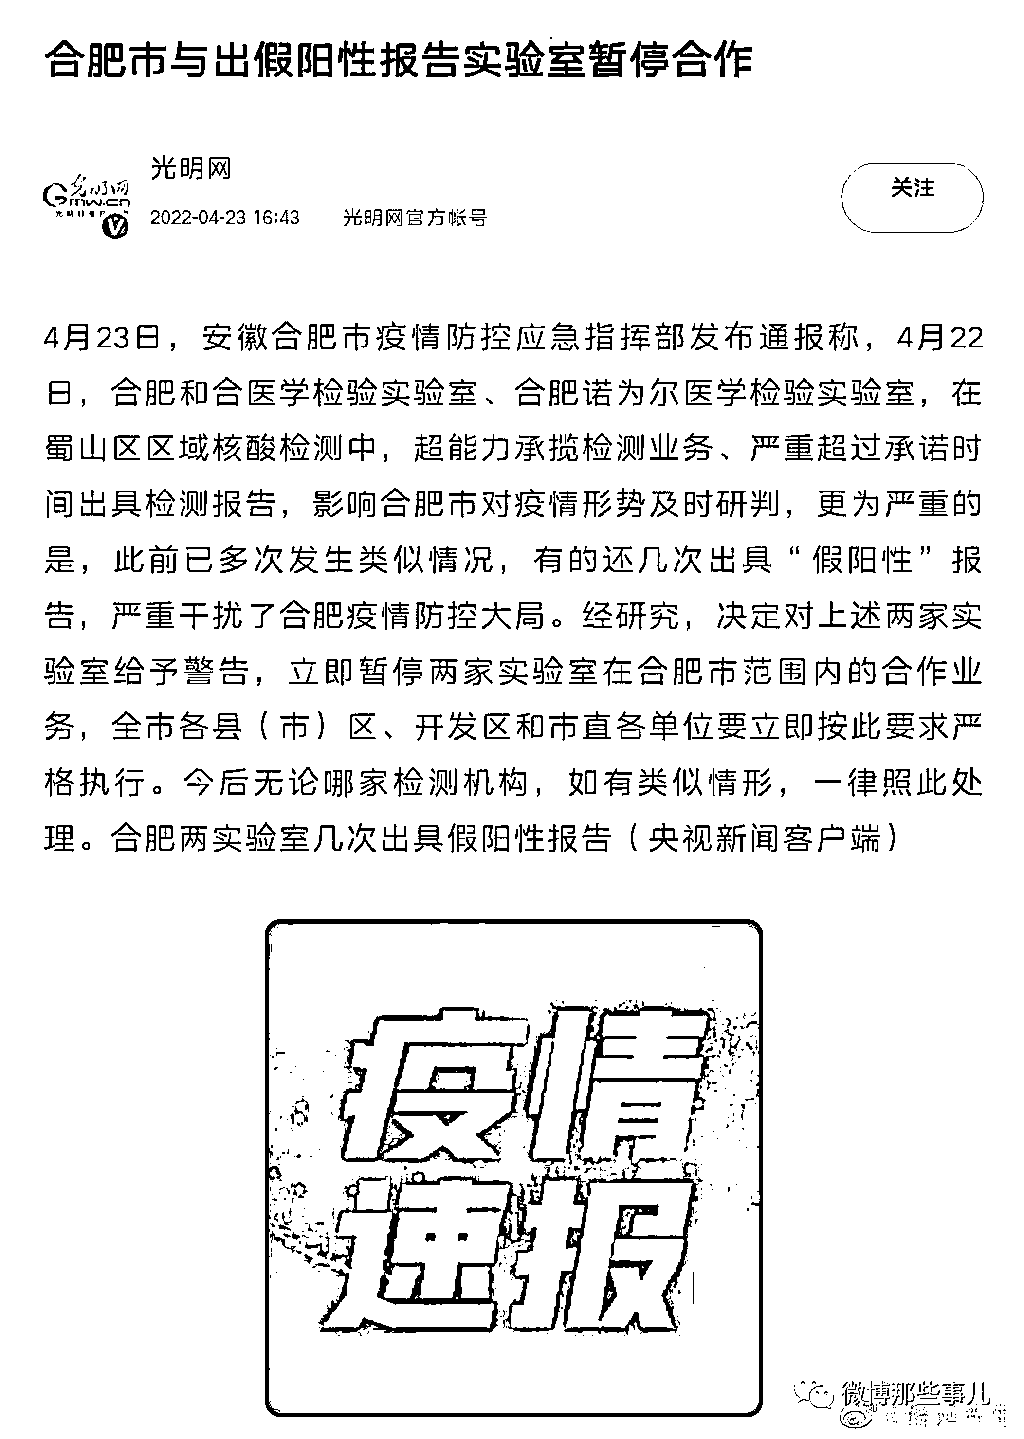 合肥市与出假阳性报告实验室暂停合作
光明网
光明网
Gmw.cn
2022-04-23 16:43 光明网官方帐号
关注
4月23日，安徽合肥市疫情防控应急指挥部发布通报称，4月22
日，合肥和合医学检验实验室、合肥诺为尔医学检验实验室，在
蜀山区区域核酸检测中，超能力承揽检测业务、严重超过承诺时
间出具检测报告，影响合肥市对疫情形势及时研判，更为严重的
是，此前已多次发生类似情况，有的还几次出具“假阳性”报
告，严重干扰了合肥疫情防控大局。经研究，决定对上述两家实
验室给予警告，立即暂停两家实验室在合肥市范围内的合作业
务，全市各县（市）区、开发区和市直各单位要立即按此要求严
格执行。今后无论哪家检测机构，如有类似情形，一律照此处
理。合肥两实验室几次出具假阳性报告（央视新闻客户端）
疫情
速报
微博那些事儿